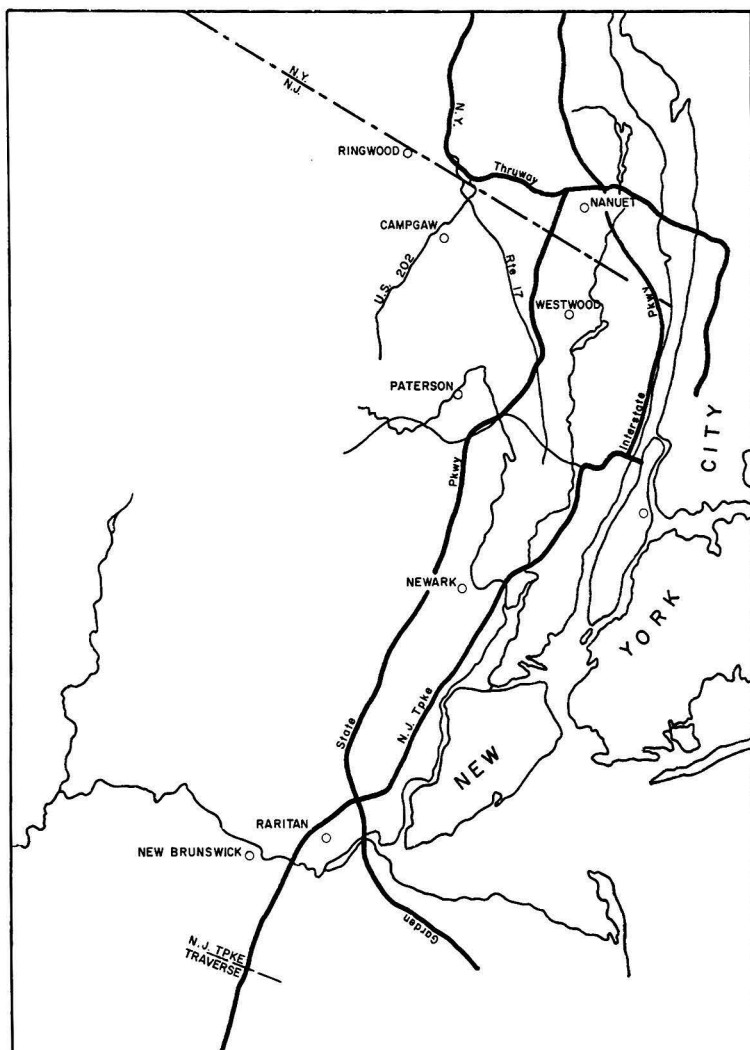 N.Y.
N.J.
N.Y.
Thruway
RINGWOOD
NANUET
CAMPGAW
U.S. 202
Rte 17
WESTWOOD
Pkwy
PATERSON
Interstate
CITY
Pkwy
NEWARK
YORK
State
N.J. Tpke
NEW
RARITAN
NEW BRUNSWICK
Garden
N.J. TPKE
TRAVERSE